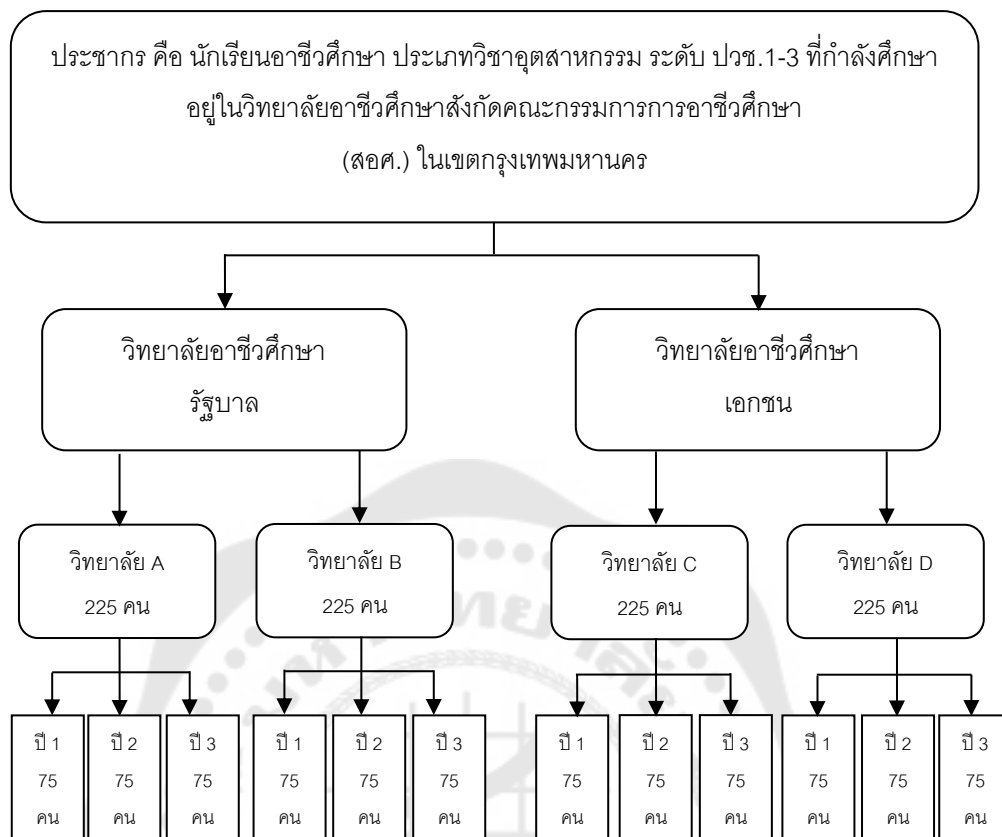 ประชากร คือ นักเรียนอาชีวศึกษา ประเภทวิชาอุตสาหกรรม ระดับ ปวช.1-3 ที่กำลังศึกษา
อยู่ในวิทยาลัยอาชีวศึกษาสังกัดคณะกรรมการการอาชีวศึกษา
(สอศ.) ในเขตกรุงเทพมหานคร
วิทยาลัยอาชีวศึกษา
รัฐบาล
วิทยาลัยอาชีวศึกษา
เอกชน
วิทยาลัย A
225 คน
วิทยาลัย B
225 คน
วิทยาลัย C
225 คน
วิทยาลัย D
225 คน
ปี 1
75
คน
ปี 2
75
คน
ปี 3
75
คน
ปี 1
75
คน
ปี 2
75
คน
ปี 3
75
คน
ปี 1
75
คน
ปี 2
75
คน
ปี 3
75
คน
ปี 1
75
คน
ปี 2
75
คน
ปี 3
75
คน